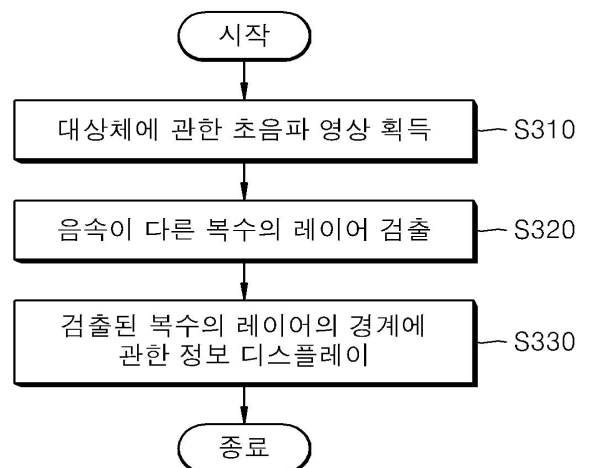 시작
대상체에 관한 초음파 영상 획득
S310
음속이 다른 복수의 레이어 검출
S320
검출된 복수의 레이어의 경계에
관한 정보 디스플레이
S330
종료